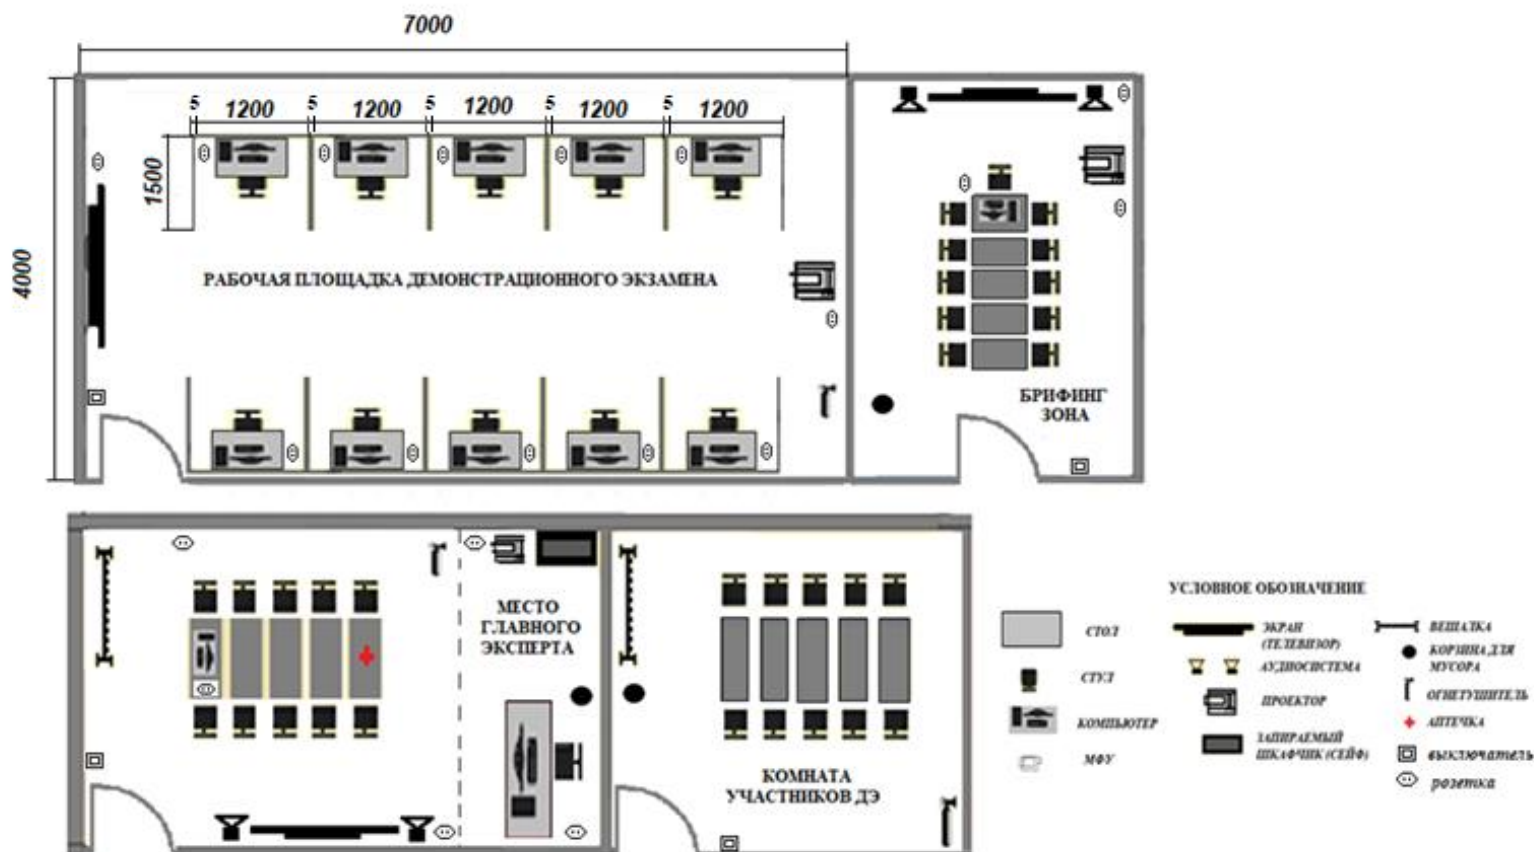 7000
5
1200
5
1200
5
1200
5
1200
5
1200
1500
4000
РАБОЧАЯ ПЛОЩАДКА ДЕМОНСТРАЦИОННОГО ЭКЗАМЕНА
БРИФИНГ
ЗОНА
МЕСТО
ГЛАВНОГО
ЭКСПЕРТА
КОМНАТА
УЧАСТНИКОВ ДЭ
УСЛОВНОЕ ОБОЗНАЧЕНИЕ
СТОЛ
СТУЛ
КОМПЬЮТЕР
МФУ
ЭКРАН
(ТЕЛЕВИЗОР)
АУДИОСИСТЕМА
ПРОЕКТОР
ЗАПИРАЕМЫЙ
ШКАФЧИК (СЕЙФ)
ВЕШАЛКА
КОРЗИНА ДЛЯ
МУСОРА
ОГНЕТУШИТЕЛЬ
АПТЕЧКА
выключатель
розетка